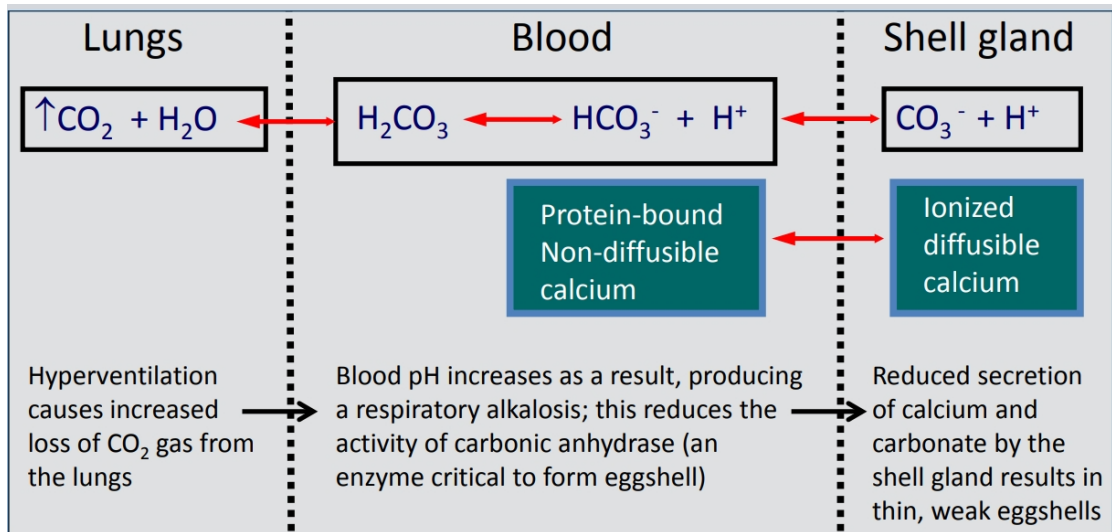 Lungs
Blood
Shell gland
↑CO₂ + H₂O
H₂CO₃
HCO₃⁻ + H⁺
CO₃⁻ + H⁺
Protein-bound
Non-diffusible
calcium
Ionized
diffusible
calcium
Hyperventilation
causes increased
loss of CO₂ gas from
the lungs
Blood pH increases as a result, producing
a respiratory alkalosis; this reduces the
activity of carbonic anhydrase (an
enzyme critical to form eggshell)
Reduced secretion
of calcium and
carbonate by the
shell gland results in
thin, weak eggshells